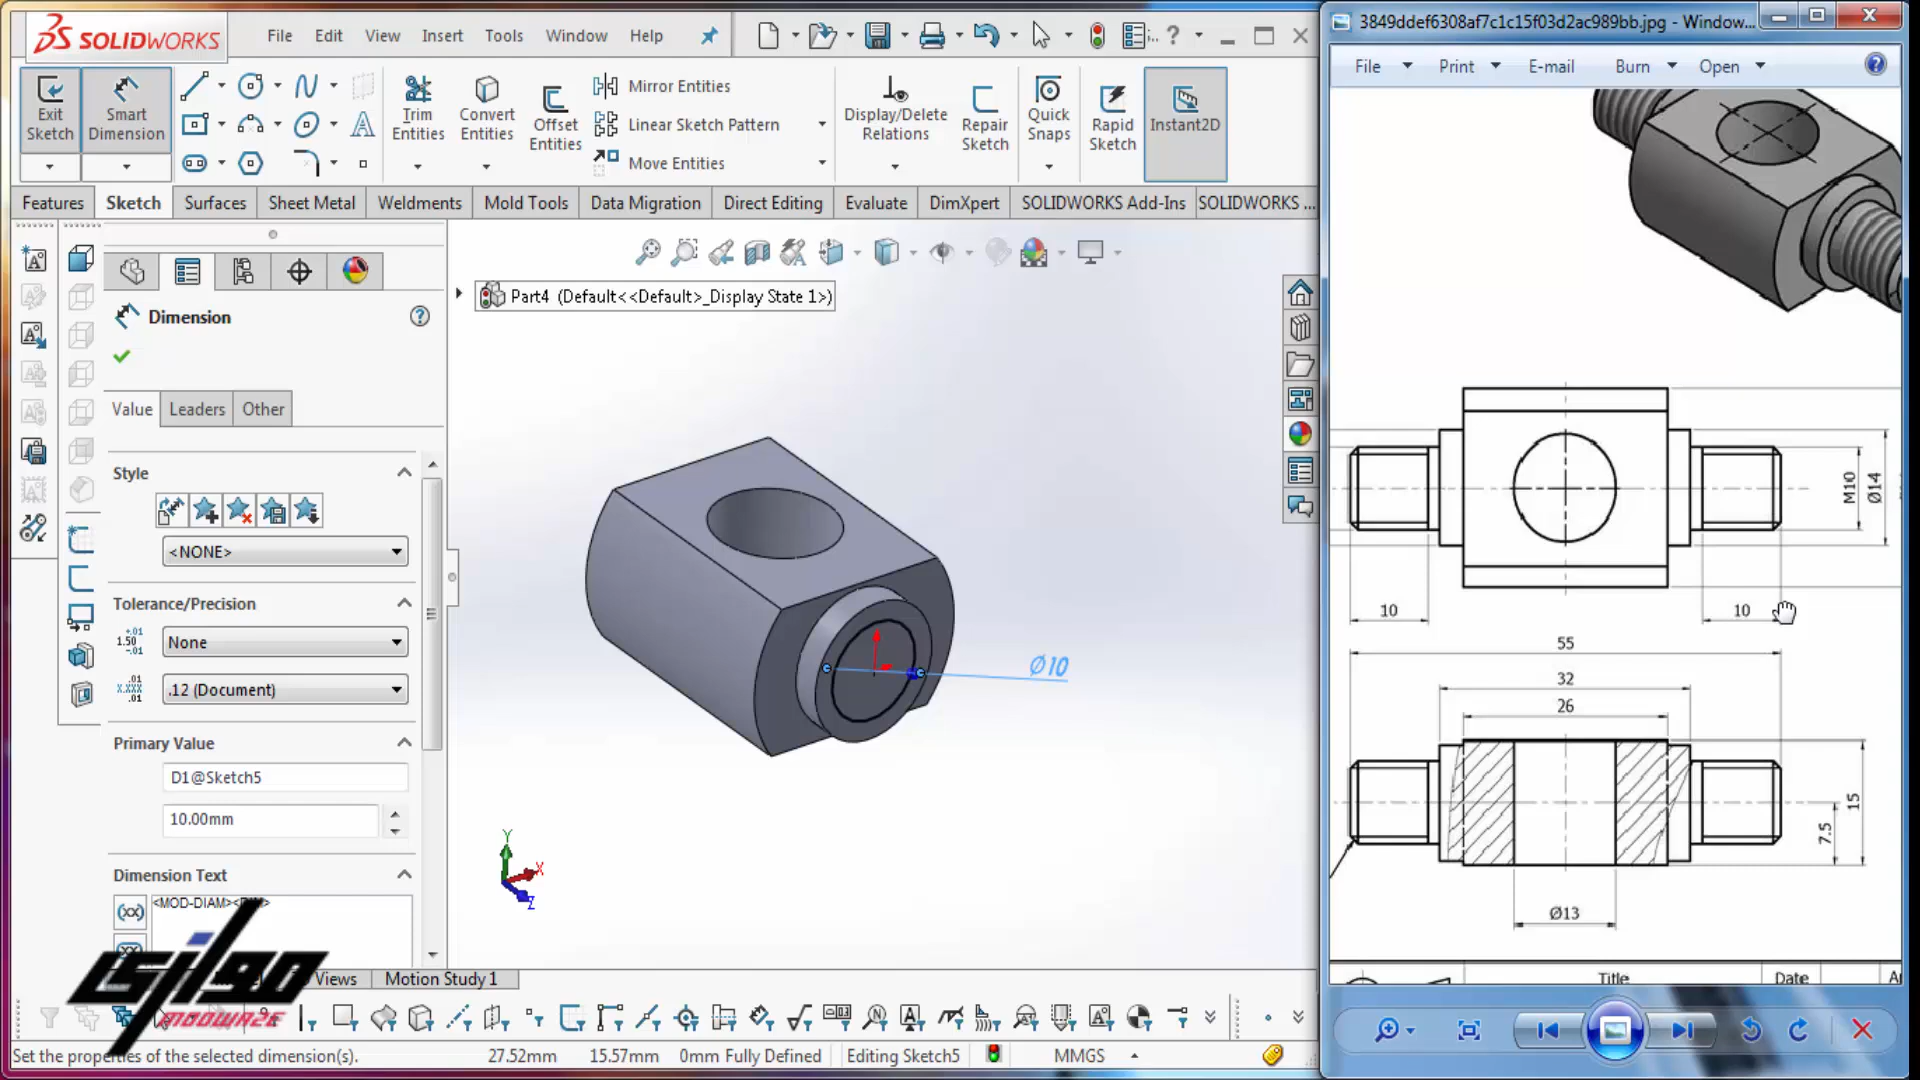 SOLIDWORKS
File Edit View Insert Tools Window Help
3849ddef6308af7c1c15f03d2ac989bb.jpg - Window...
File Print E-mail Burn Open
Exit Sketch
Smart Dimension
Trim Entities
Convert Entities
Offset Entities
Mirror Entities
Linear Sketch Pattern
Move Entities
Display/Delete Relations
Repair Sketch
Quick Snaps
Rapid Sketch
Instant2D
Features Sketch Surfaces Sheet Metal Weldments Mold Tools Data Migration Direct Editing Evaluate DimXpert SOLIDWORKS Add-Ins SOLIDWORKS ...
Part4 (Default<<Default>_Display State 1>)
Dimension
Value Leaders Other
Style
<NONE>
Tolerance/Precision
None
.12 (Document)
Primary Value
D1@Sketch5
10.00mm
Dimension Text
<MOD-DIAM><DIM>
Ø10
Y
X
Z
M10
Ø14
10
10
55
32
26
15
7.5
Ø13
Title
Date
Views Motion Study 1
Set the properties of the selected dimension(s). 27.52mm 15.57mm 0mm Fully Defined Editing Sketch5 MMGS